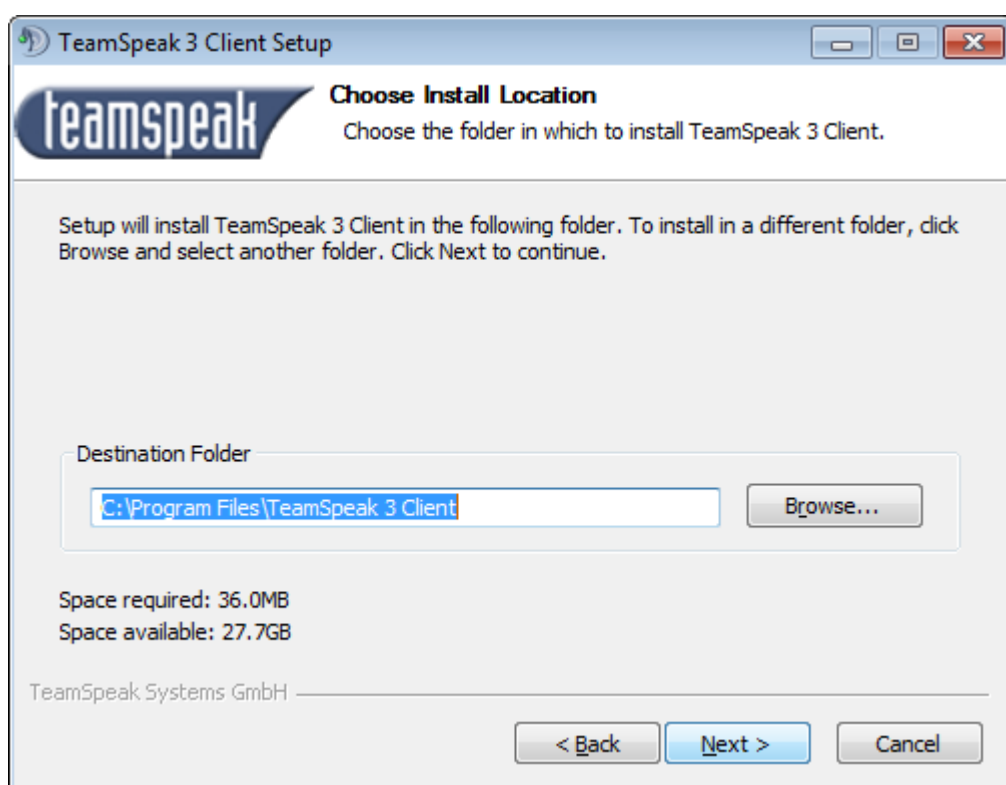 TeamSpeak 3 Client Setup
teamspeak
Choose Install Location
Choose the folder in which to install TeamSpeak 3 Client.
Setup will install TeamSpeak 3 Client in the following folder. To install in a different folder, click
Browse and select another folder. Click Next to continue.
Destination Folder
C:\Program Files\TeamSpeak 3 Client
Browse...
Space required: 36.0MB
Space available: 27.7GB
TeamSpeak Systems GmbH
< Back
Next >
Cancel